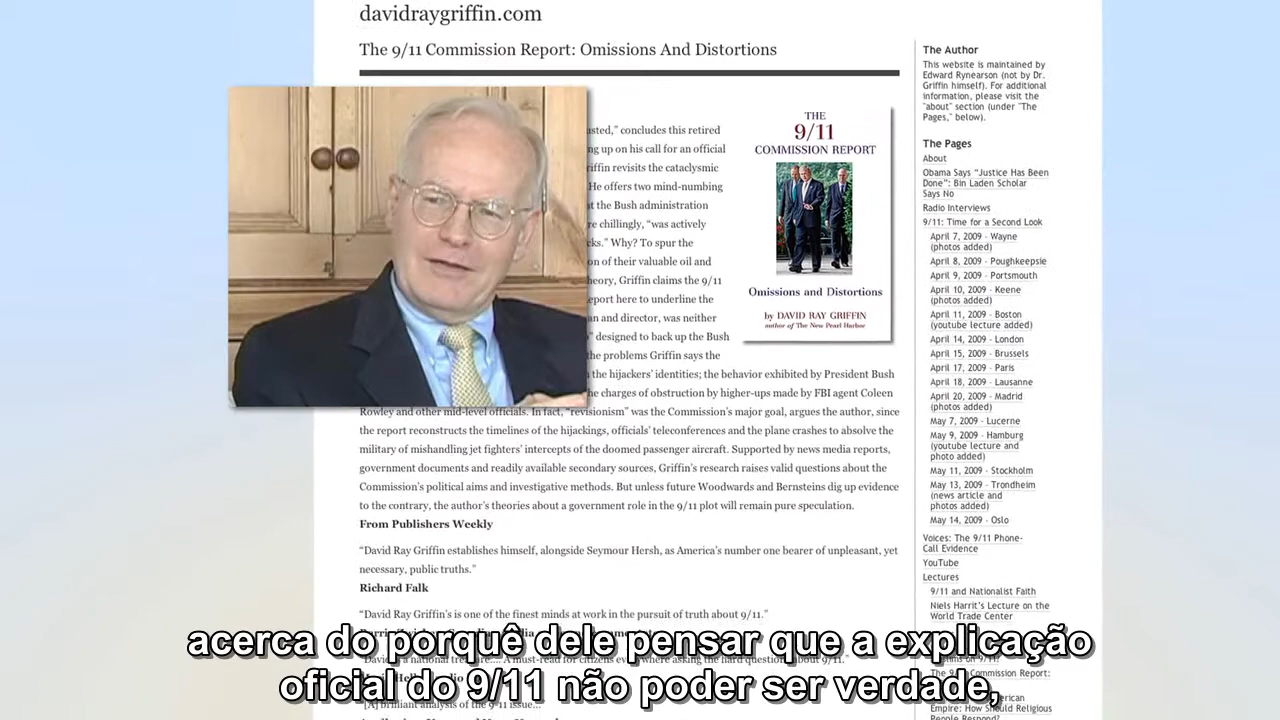 davidraygriffin.com
The 9/11 Commission Report: Omissions And Distortions
usted,” concludes this retired
ng up on his call for an official
riffin revisits the cataclysmic
He offers two mind-numbing
at the Bush administration
re chillingly, “was actively
cks.” Why? To spur the
on of their valuable oil and
heory, Griffin claims the 9/11
eport here to underline the
an and director, was neither
” designed to back up the Bush
the problems Griffin says the
the hijackers’ identities; the behavior exhibited by President Bush
he charges of obstruction by higher-ups made by FBI agent Coleen
Rowley and other mid-level officials. In fact, “revisionism” was the Commission’s major goal, argues the author, since
the report reconstructs the timelines of the hijackings, officials’ teleconferences and the plane crashes to absolve the
military of mishandling jet fighters’ intercepts of the doomed passenger aircraft. Supported by news media reports,
government documents and readily available secondary sources, Griffin’s research raises valid questions about the
Commission’s political aims and investigative methods. But unless future Woodwards and Bernsteins dig up evidence
to the contrary, the author’s theories about a government role in the 9/11 plot will remain pure speculation.
From Publishers Weekly
“David Ray Griffin establishes himself, alongside Seymour Hersh, as America’s number one bearer of unpleasant, yet
necessary, public truths.”
Richard Falk
“David Ray Griffin’s is one of the finest minds at work in the pursuit of truth about 9/11.”
THE
9/11
COMMISSION REPORT
Omissions and Distortions
by DAVID RAY GRIFFIN
author of The New Pearl Harbor
The Author
This website is maintained by
Edward Rynearson (not by Dr.
Griffin himself). For additional
information, please visit the
"about" section (under "The
Pages," below).
The Pages
About
Obama Says “Justice Has Been
Done”: Bin Laden Scholar
Says No
Radio Interviews
9/11: Time for a Second Look
April 7, 2009 - Wayne
(photos added)
April 8, 2009 - Poughkeepsie
April 9, 2009 - Portsmouth
April 10, 2009 - Keene
(photos added)
April 11, 2009 - Boston
(youtube lecture added)
April 14, 2009 - London
April 15, 2009 - Brussels
April 17, 2009 - Paris
April 18, 2009 - Lausanne
April 20, 2009 - Madrid
(photos added)
May 7, 2009 - Lucerne
May 9, 2009 - Hamburg
(youtube lecture and
photo added)
May 11, 2009 - Stockholm
May 13, 2009 - Trondheim
(news article and
photos added)
May 14, 2009 - Oslo
Voices: The 9/11 Phone-
Call Evidence
YouTube
Lectures
9/11 and Nationalist Faith
Niels Harrit’s Lecture on the
World Trade Center
Commission Report:
American
Empire: How Should Religious
People Respond?
acerca do porquê dele pensar que a explicação
oficial do 9/11 não poder ser verdade,